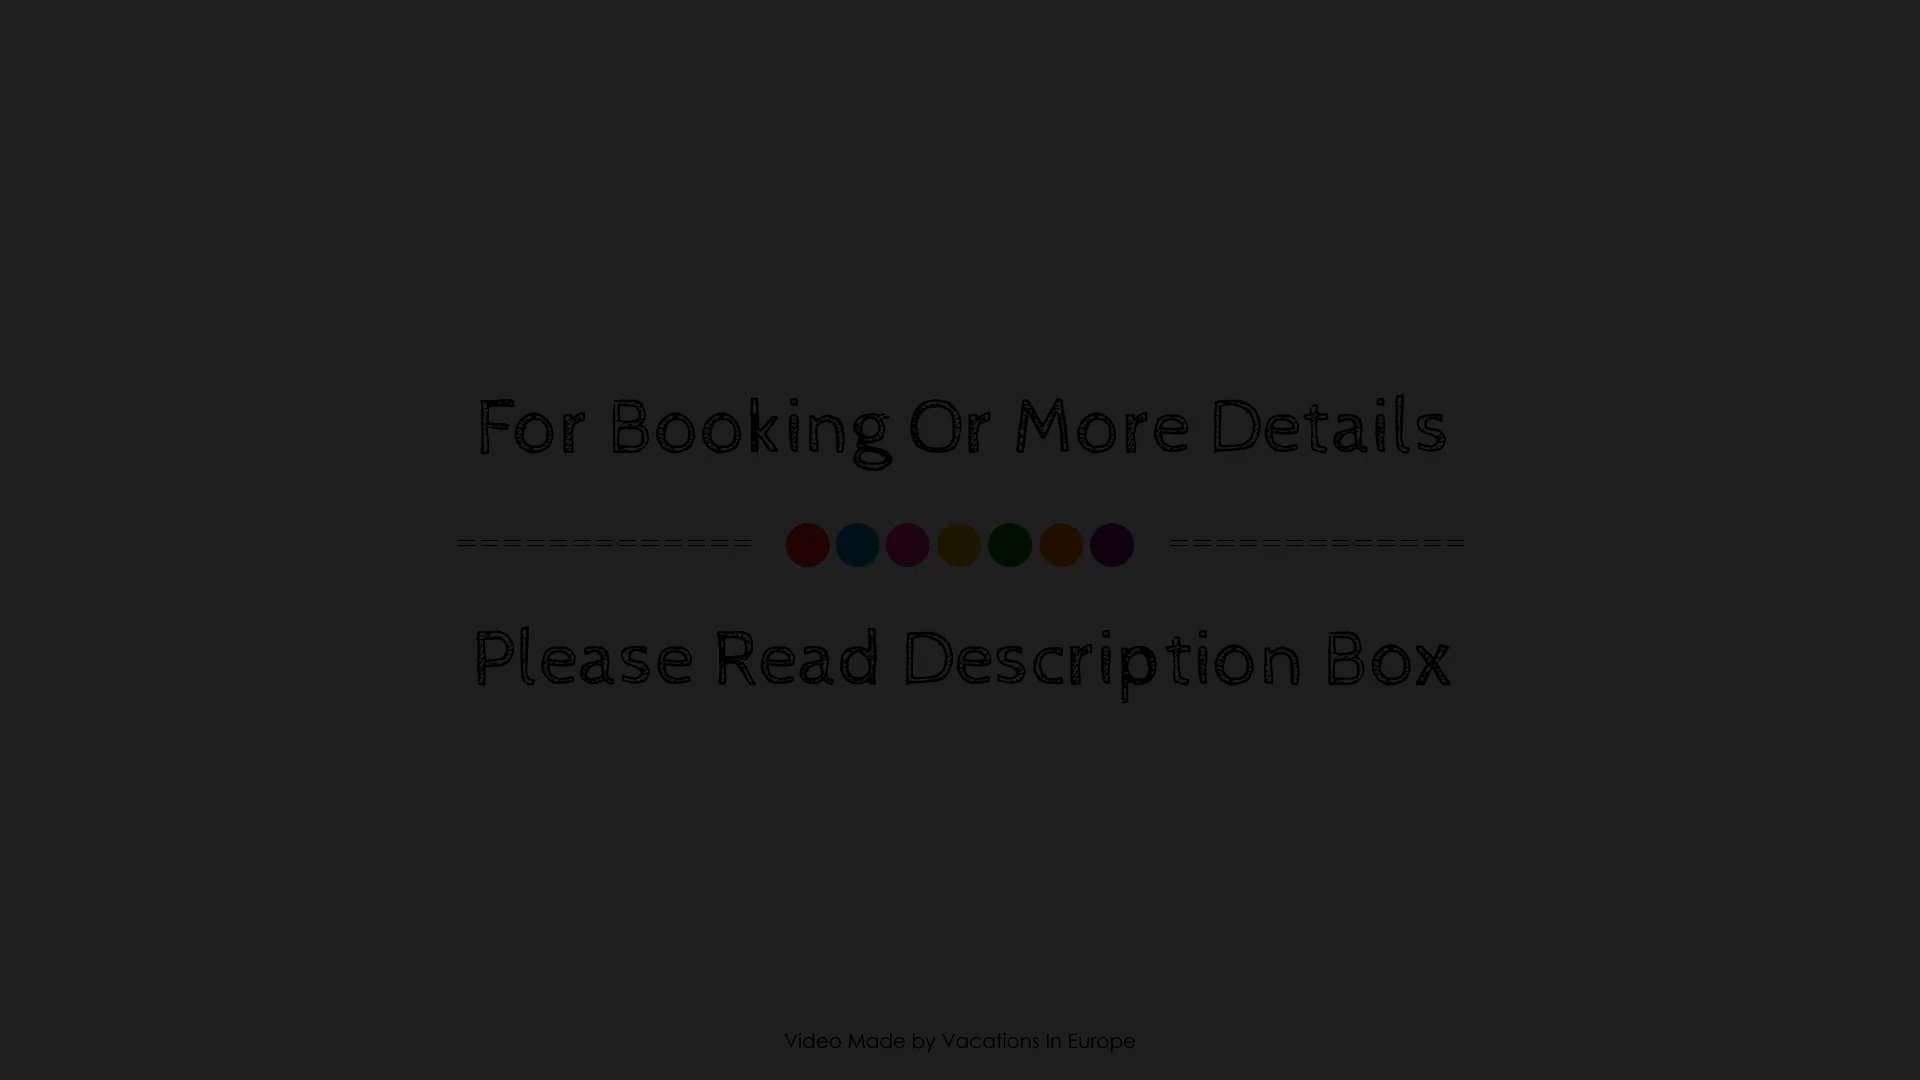 For Booking Or More Details
============= =============
Please Read Description Box
Video Made by Vacations In Europe